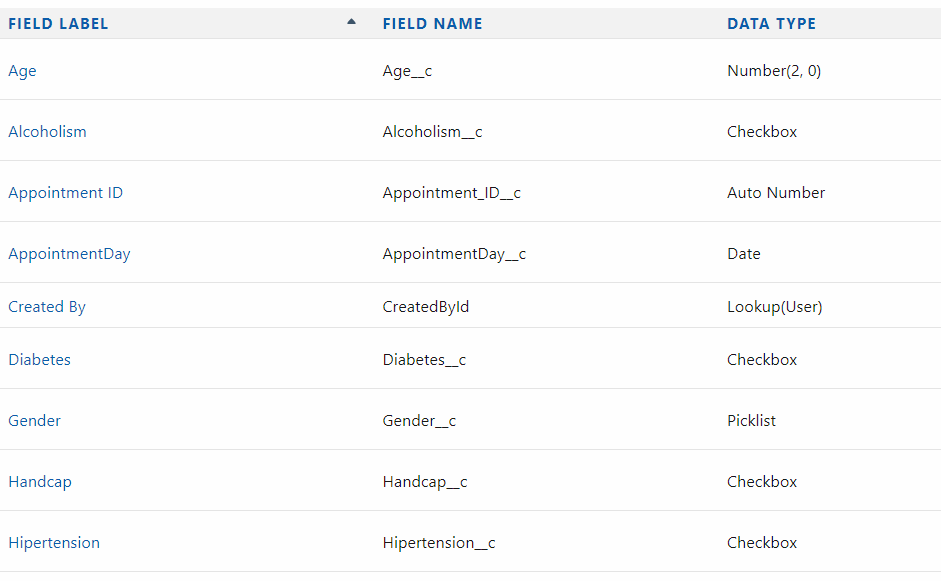 FIELD LABEL FIELD NAME DATA TYPE
Age Age__c Number(2, 0)
Alcoholism Alcoholism__c Checkbox
Appointment ID Appointment_ID__c Auto Number
AppointmentDay AppointmentDay__c Date
Created By CreatedById Lookup(User)
Diabetes Diabetes__c Checkbox
Gender Gender__c Picklist
Handcap Handcap__c Checkbox
Hipertension Hipertension__c Checkbox